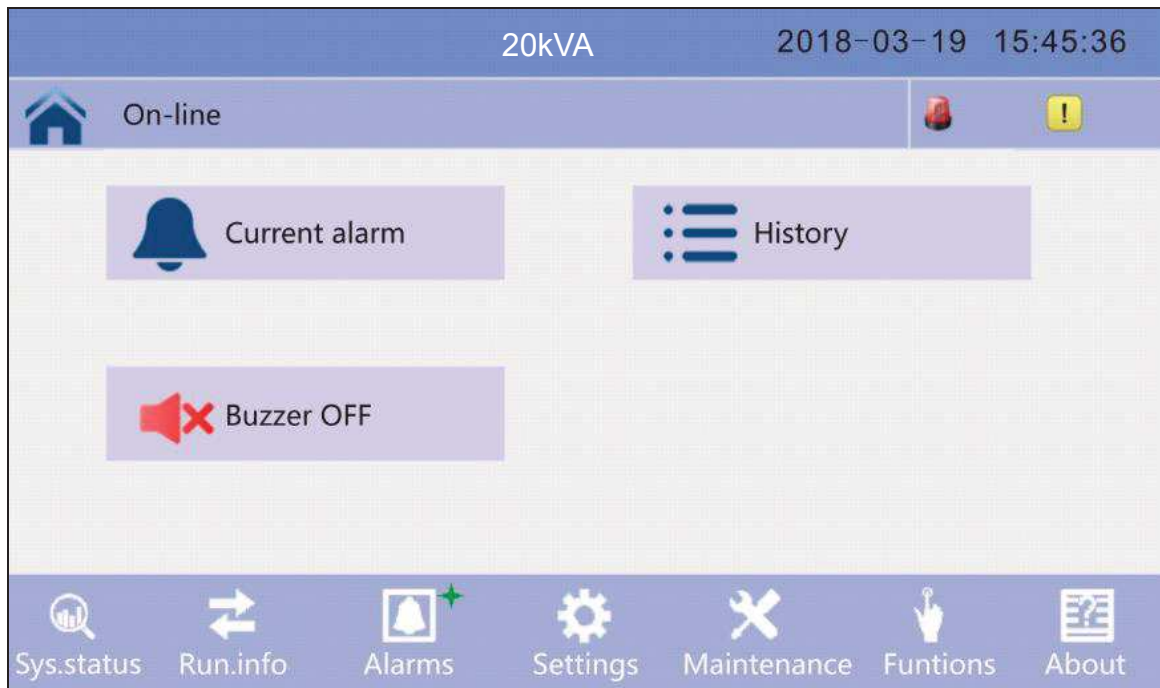 20kVA 2018-03-19 15:45:36
On-line !
Current alarm History
Buzzer OFF
Sys.status Run.info Alarms Settings Maintenance Funtions About